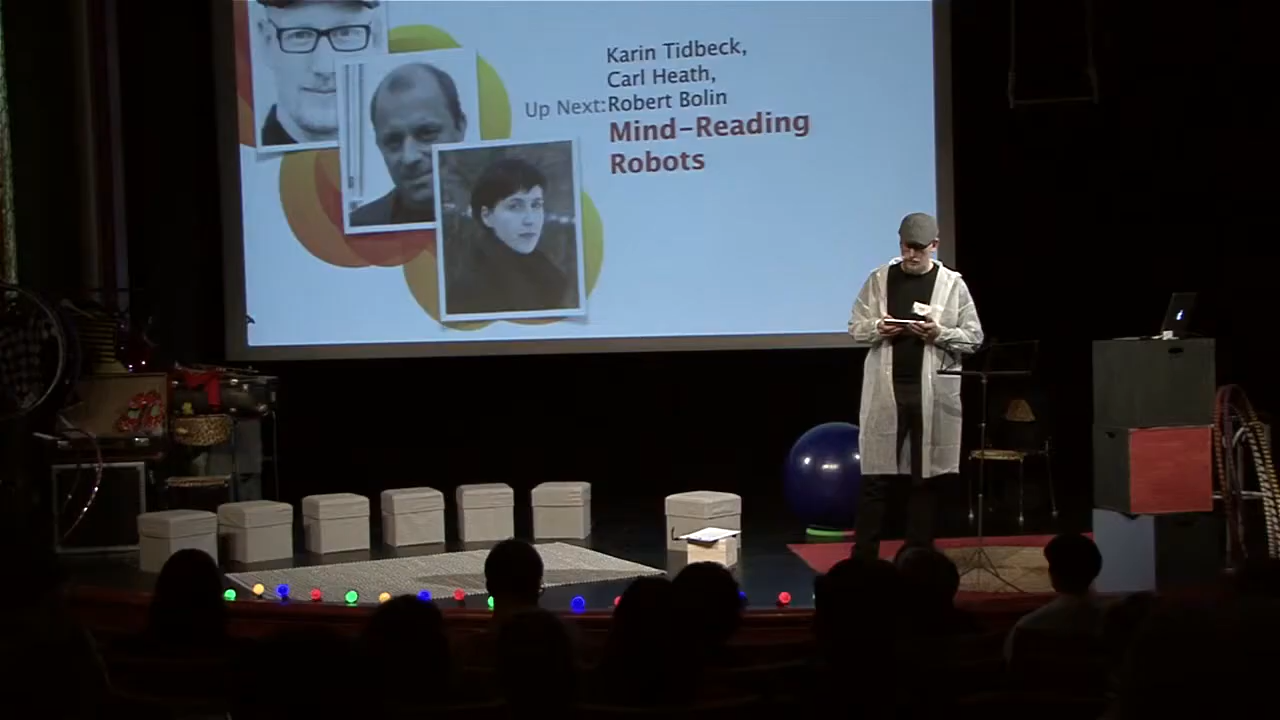 Karin Tidbeck,
Carl Heath,
Up Next: Robert Bolin
Mind-Reading
Robots